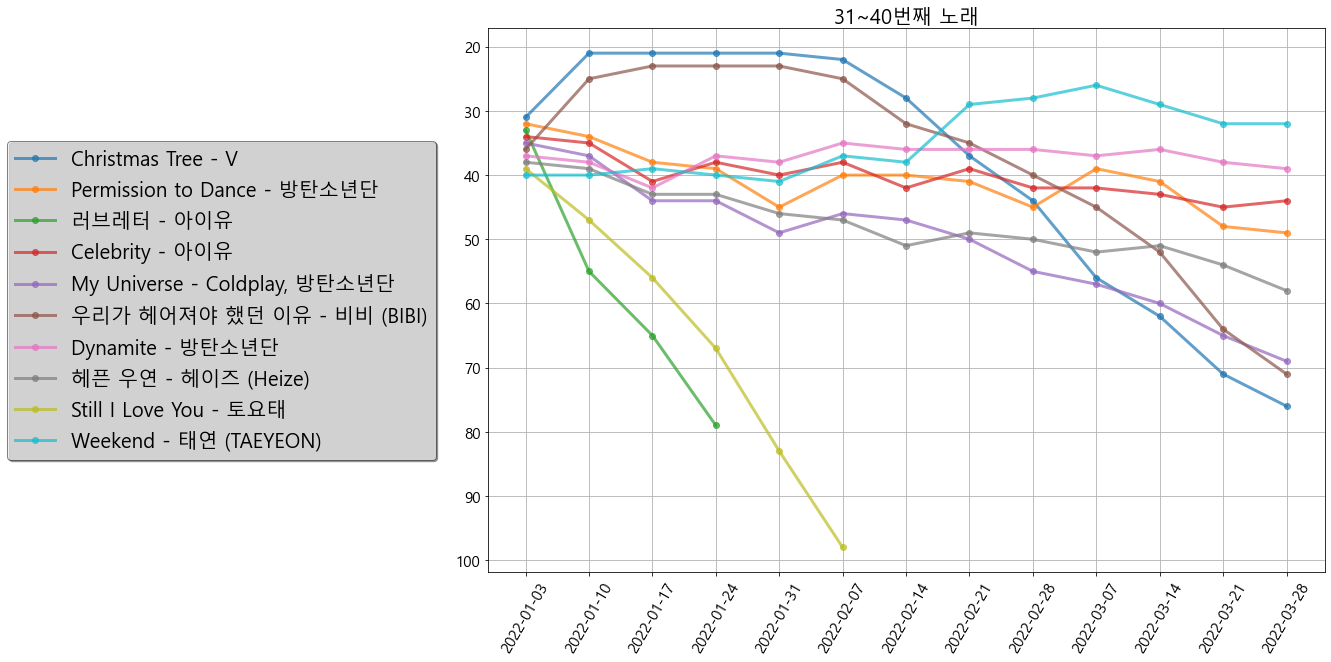 31~40번째 노래
Christmas Tree - V
Permission to Dance - 방탄소년단
러브레터 - 아이유
Celebrity - 아이유
My Universe - Coldplay, 방탄소년단
우리가 헤어져야 했던 이유 - 비비 (BIBI)
Dynamite - 방탄소년단
헤픈 우연 - 헤이즈 (Heize)
Still I Love You - 토요태
Weekend - 태연 (TAEYEON)
20
30
40
50
60
70
80
90
100
2022-01-03
2022-01-10
2022-01-17
2022-01-24
2022-01-31
2022-02-07
2022-02-14
2022-02-21
2022-02-28
2022-03-07
2022-03-14
2022-03-21
2022-03-28